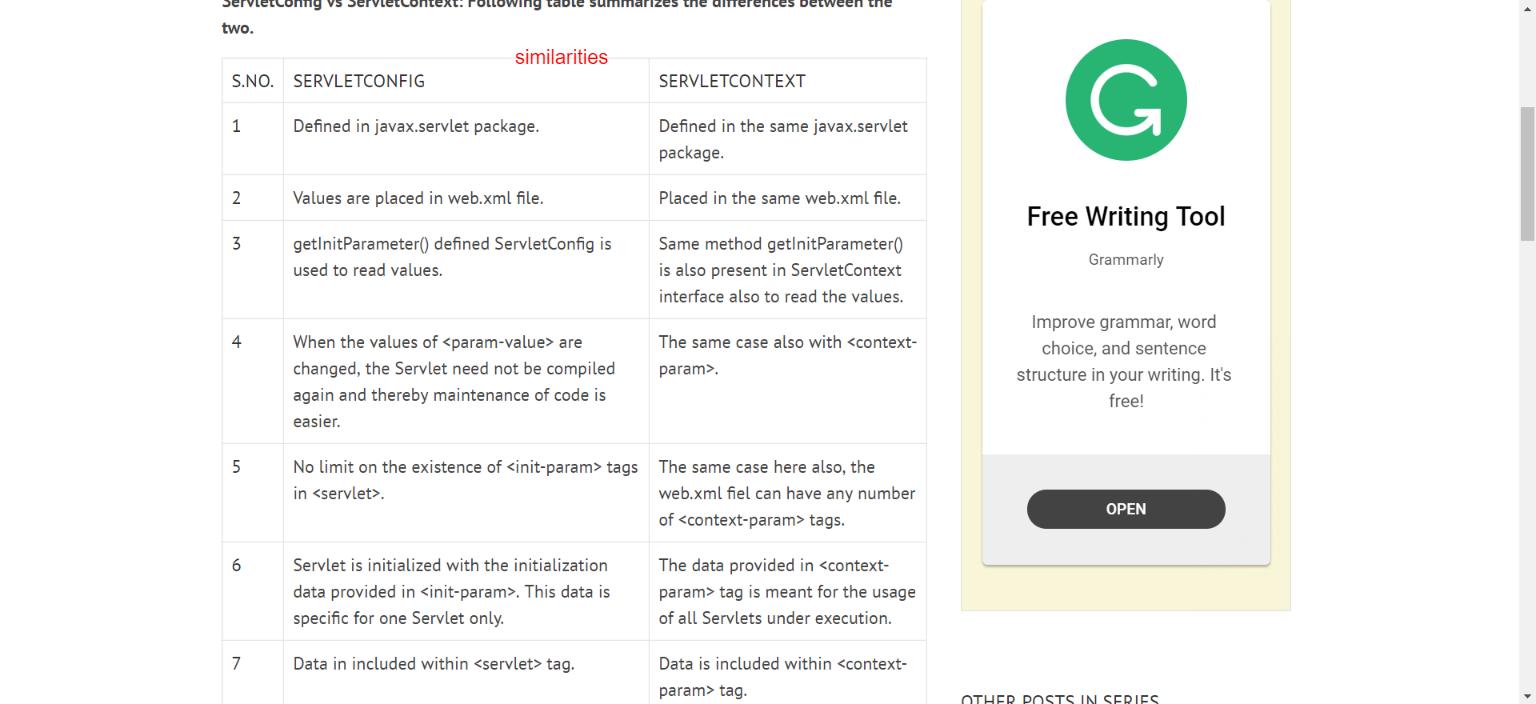 ServletConfig vs ServletContext: Following table summarizes the differences between the
two.
similarities
S.NO. SERVLETCONFIG SERVLETCONTEXT
1 Defined in javax.servlet package. Defined in the same javax.servlet
package.
2 Values are placed in web.xml file. Placed in the same web.xml file.
3 getInitParameter() defined ServletConfig is Same method getInitParameter()
used to read values. is also present in ServletContext
interface also to read the values.
4 When the values of <param-value> are The same case also with <context-
changed, the Servlet need not be compiled param>.
again and thereby maintenance of code is
easier.
5 No limit on the existence of <init-param> tags The same case here also, the
in <servlet>. web.xml fiel can have any number
of <context-param> tags.
6 Servlet is initialized with the initialization The data provided in <context-
data provided in <init-param>. This data is param> tag is meant for the usage
specific for one Servlet only. of all Servlets under execution.
7 Data in included within <servlet> tag. Data is included within <context-
param> tag.
G
Free Writing Tool
Grammarly
Improve grammar, word
choice, and sentence
structure in your writing. It's
free!
OPEN
OTHER POSTS IN SERIES